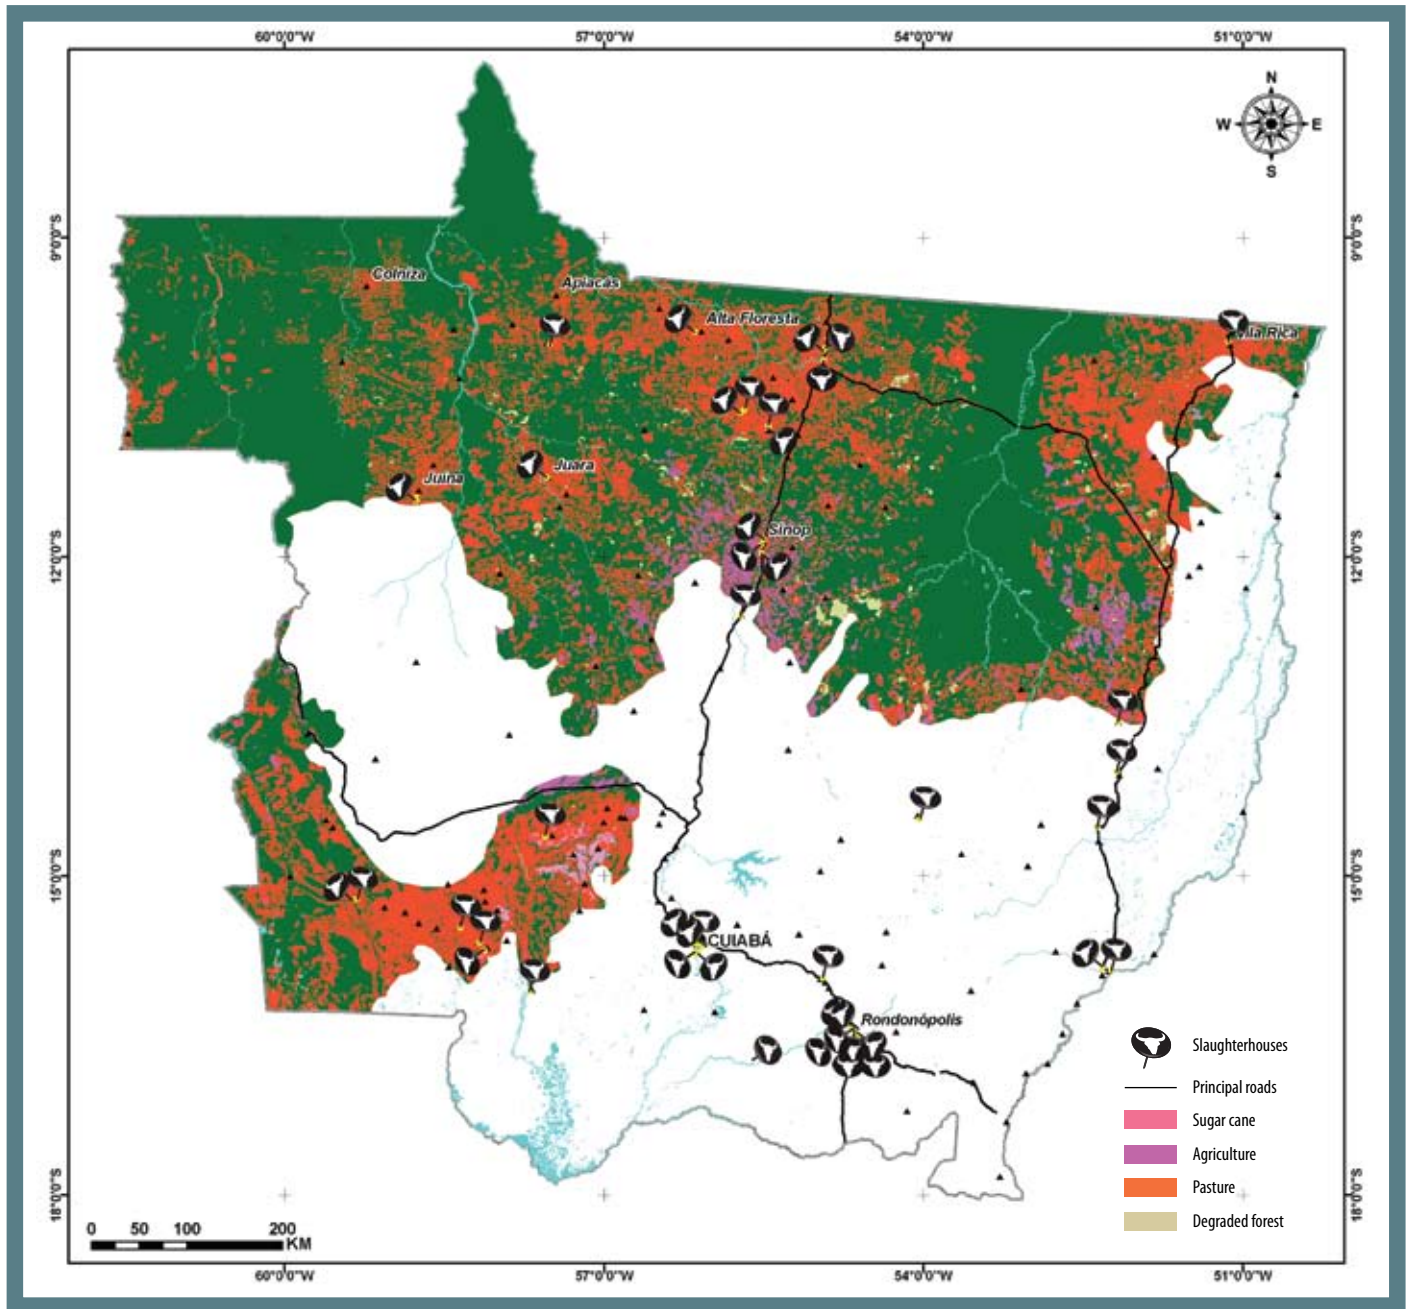 60°0'0"W 57°0'0"W 54°0'0"W 51°0'0"W
N
W E
S
9°0'0"S 9°0'0"S
Colniza
Apiacás
Alta Floresta
la Rica
Juara
Juína
Sinop
12°0'0"S 12°0'0"S
15°0'0"S 15°0'0"S
CUIABÁ
Rondonópolis
Slaughterhouses
Principal roads
Sugar cane
Agriculture
Pasture
Degraded forest
18°0'0"S 18°0'0"S
0 50 100 200
KM
60°0'0"W 57°0'0"W 54°0'0"W 51°0'0"W